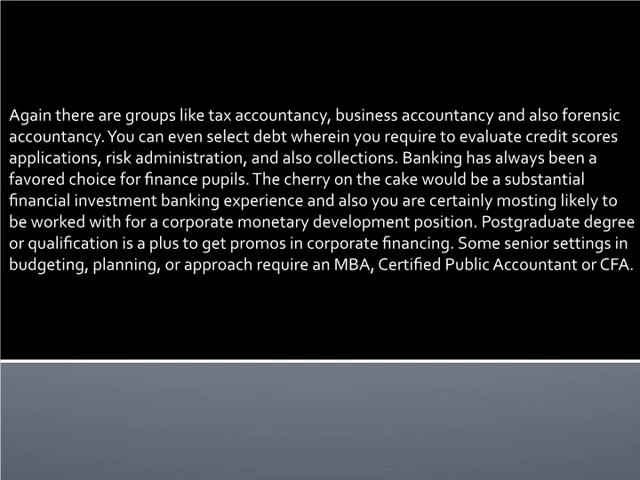 Again there are groups like tax accountancy, business accountancy and also forensic
accountancy. You can even select debt wherein you require to evaluate credit scores
applications, risk administration, and also collections. Banking has always been a
favored choice for finance pupils. The cherry on the cake would be a substantial
financial investment banking experience and also you are certainly mosting likely to
be worked with for a corporate monetary development position. Postgraduate degree
or qualification is a plus to get promos in corporate financing. Some senior settings in
budgeting, planning, or approach require an MBA, Certified Public Accountant or CFA.